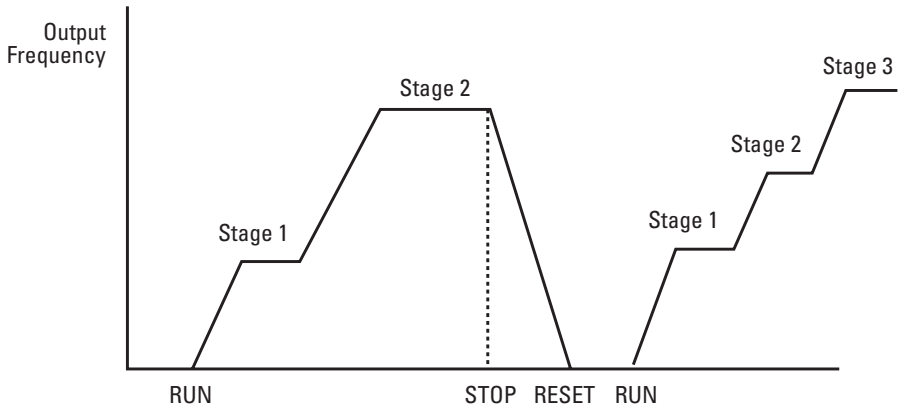 Output
Frequency
Stage 3
Stage 2
Stage 2
Stage 1
Stage 1
RUN
STOP
RESET
RUN